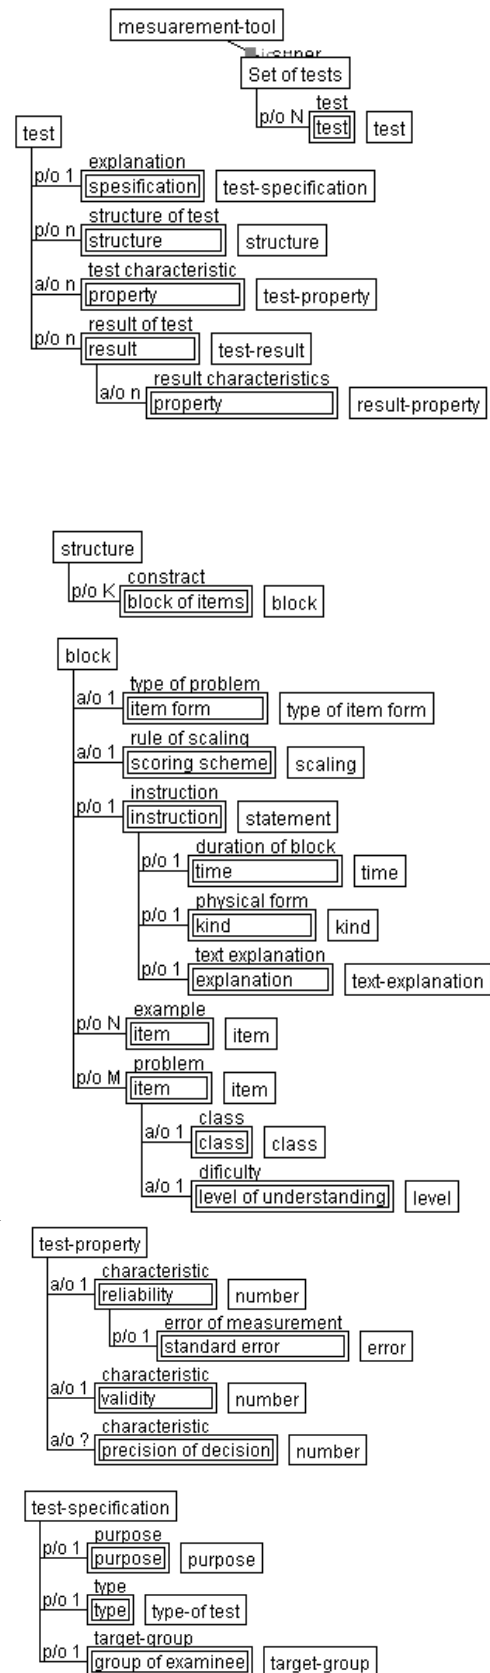 mesuarement-tool
super
Set of tests
test
p/o N test test
test
explanation
p/o 1 spesification test-specification
structure of test
p/o n structure structure
test characteristic
a/o n property test-property
result of test
p/o n result test-result
result characteristics
a/o n property result-property
structure
constract
p/o K block of items block
block
type of problem
a/o 1 item form type of item form
rule of scaling
a/o 1 scoring scheme scaling
instruction
p/o 1 instruction statement
duration of block
p/o 1 time time
physical form
p/o 1 kind kind
text explanation
p/o 1 explanation text-explanation
example
p/o N item item
problem
p/o M item item
class
a/o 1 class class
dificulty
a/o 1 level of understanding level
test-property
characteristic
a/o 1 reliability number
error of measurement
p/o 1 standard error error
characteristic
a/o 1 validity number
characteristic
a/o ? precision of decision number
test-specification
purpose
p/o 1 purpose purpose
type
p/o 1 type type-of test
target-group
p/o 1 group of examinee target-group